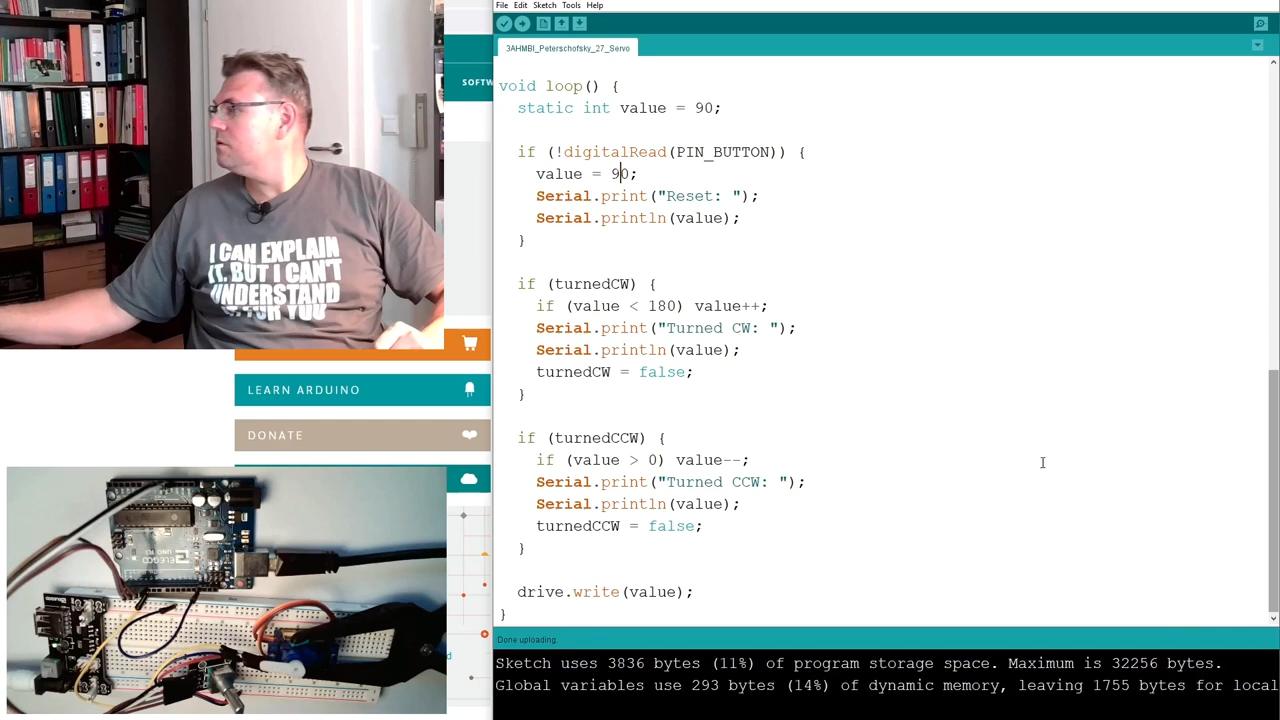 File Edit Sketch Tools Help
3AHMBI_Peterschofsky_27_Servo
SOFTW
void loop() {
static int value = 90;
if (!digitalRead(PIN_BUTTON)) {
value = 90;
Serial.print("Reset: ");
Serial.println(value);
}
if (turnedCW) {
if (value < 180) value++;
Serial.print("Turned CW: ");
Serial.println(value);
turnedCW = false;
}
if (turnedCCW) {
if (value > 0) value--;
Serial.print("Turned CCW: ");
Serial.println(value);
turnedCCW = false;
}
drive.write(value);
}
Done uploading.
Sketch uses 3836 bytes (11%) of program storage space. Maximum is 32256 bytes.
Global variables use 293 bytes (14%) of dynamic memory, leaving 1755 bytes for local
I CAN EXPLAIN
IT. BUT I CAN'T
UNDERSTAND
IT FOR YOU
LEARN ARDUINO
DONATE
d
ELEGOO
UNO R3